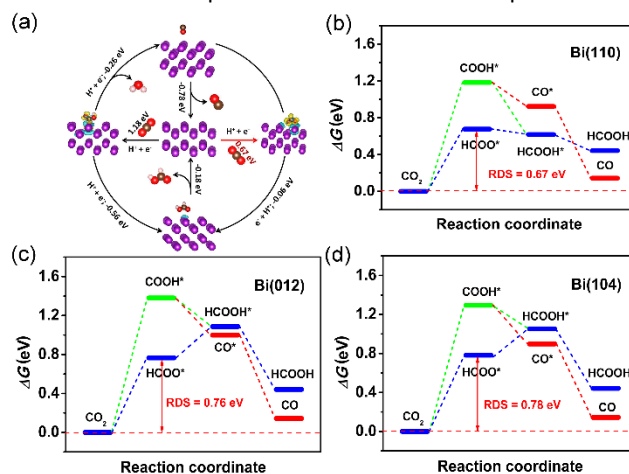 (a)
H⁺ + e⁻; -0.26 eV
-0.78 eV
1.18 eV
H⁺ + e⁻
H⁺ + e⁻
0.67 eV
-0.18 eV
H⁺ + e⁻; -0.56 eV
e⁻ + H⁺; -0.06 eV
(b)
Bi(110)
ΔG(eV)
1.8
1.2
0.6
0.0
COOH*
CO*
HCOO*
HCOOH*
HCOOH
CO
CO₂
RDS = 0.67 eV
Reaction coordinate
(c)
Bi(012)
ΔG(eV)
1.6
1.2
0.8
0.4
0.0
COOH*
HCOOH*
CO*
HCOO*
HCOOH
CO
CO₂
RDS = 0.76 eV
Reaction coordinate
(d)
Bi(104)
ΔG(eV)
1.6
1.2
0.8
0.4
0.0
COOH*
HCOOH*
CO*
HCOO*
HCOOH
CO
CO₂
RDS = 0.78 eV
Reaction coordinate